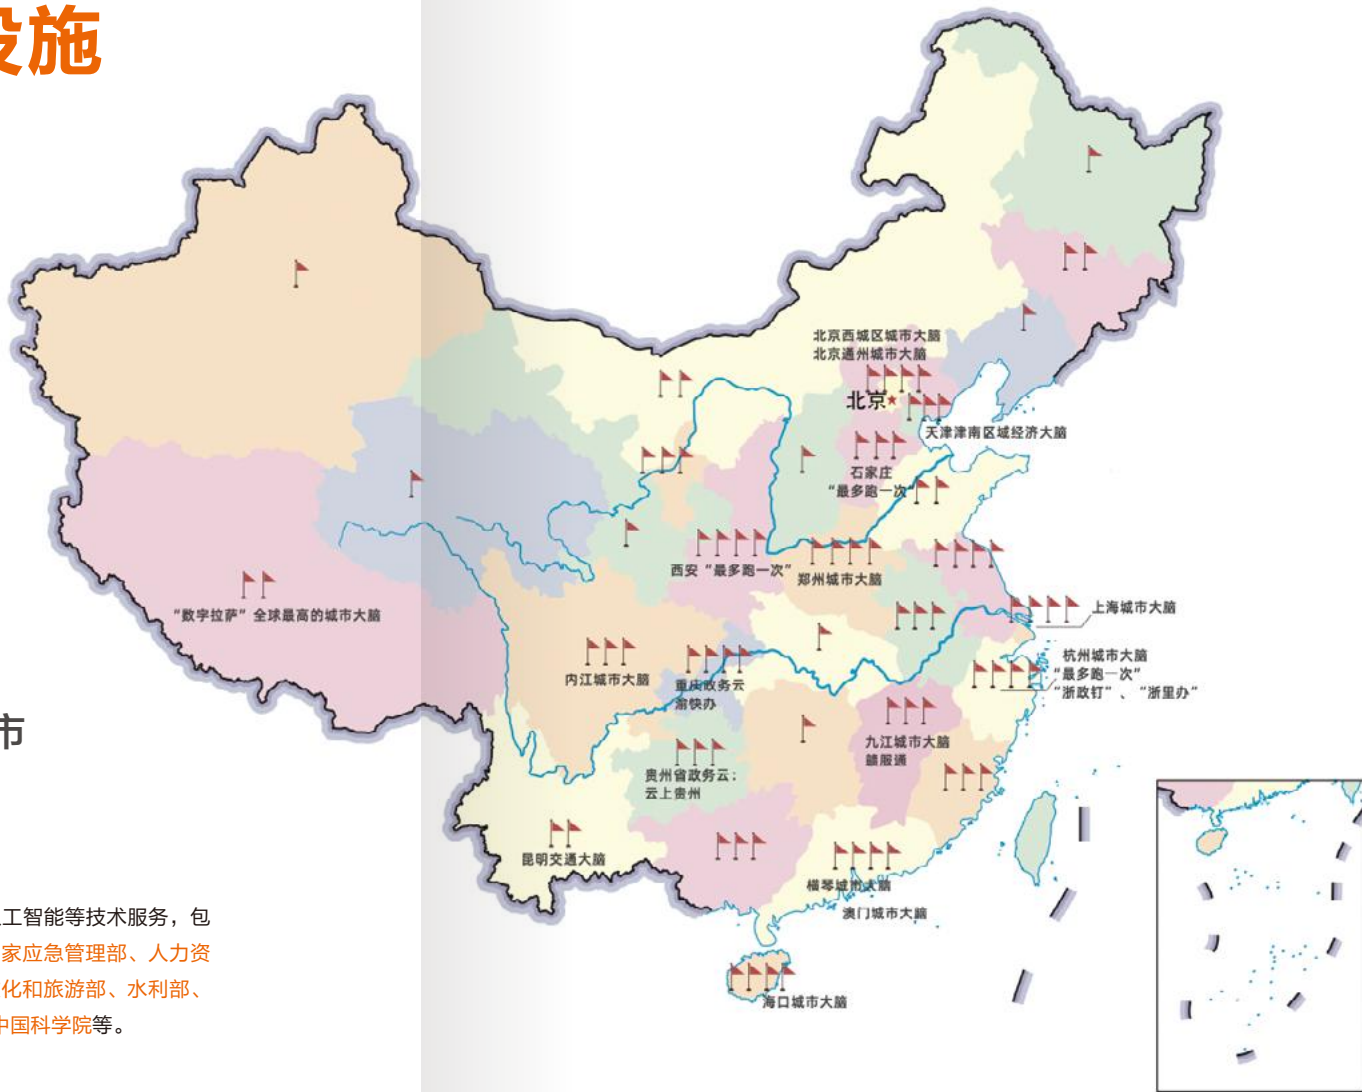 设施
北京西城区城市大脑
北京通州城市大脑
北京
天津津南区域经济大脑
石家庄
“最多跑一次”
西安“最多跑一次”
郑州城市大脑
“数字拉萨”全球最高的城市大脑
上海城市大脑
杭州城市大脑
“最多跑一次”
“浙政钉”、“浙里办”
内江城市大脑
重庆政务云
渝快办
九江城市大脑
赣服通
贵州省政务云：
云上贵州
昆明交通大脑
横琴城市大脑
澳门城市大脑
海口城市大脑
市
人工智能等技术服务，包
家应急管理部、人力资
化和旅游部、水利部、
中国科学院等。